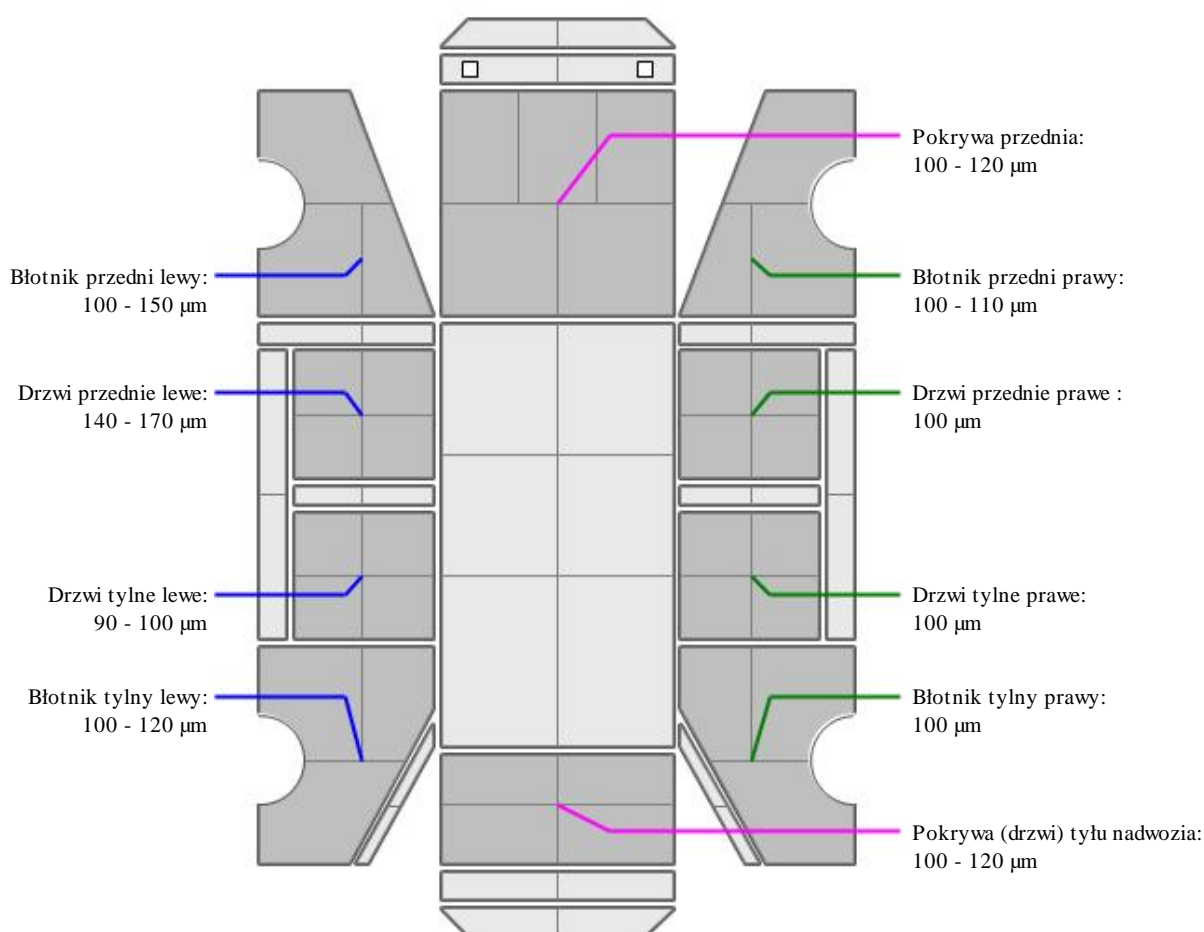 Pokrywa przednia:
100 - 120 µm
Błotnik przedni lewy:
100 - 150 µm
Błotnik przedni prawy:
100 - 110 µm
Drzwi przednie lewe:
140 - 170 µm
Drzwi przednie prawe :
100 µm
Drzwi tylne lewe:
90 - 100 µm
Drzwi tylne prawe:
100 µm
Błotnik tylny lewy:
100 - 120 µm
Błotnik tylny prawy:
100 µm
Pokrywa (drzwi) tyłu nadwozia:
100 - 120 µm